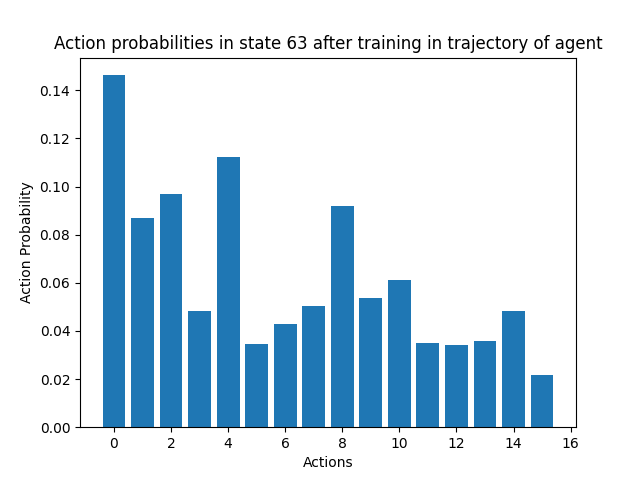 Action probabilities in state 63 after training in trajectory of agent
0.14
0.12
0.10
0.08
0.06
0.04
0.02
0.00
Action Probability
0 2 4 6 8 10 12 14 16
Actions